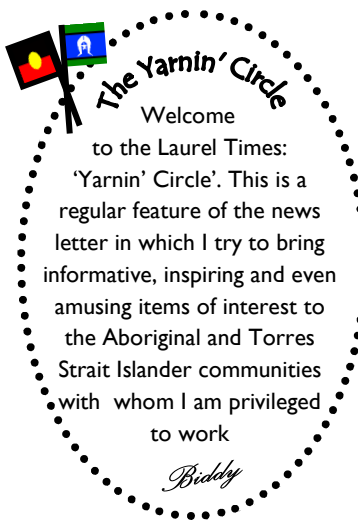 The Yarnin' Circle
Welcome
to the Laurel Times:
‘Yarnin’ Circle’. This is a
regular feature of the news
letter in which I try to bring
informative, inspiring and even
amusing items of interest to
the Aboriginal and Torres
Strait Islander communities
with whom I am privileged
to work
Biddy